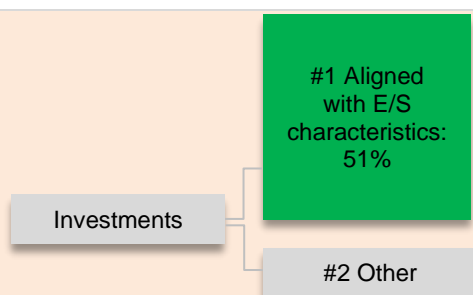 #1 Aligned
with E/S
characteristics:
51%
Investments
#2 Other